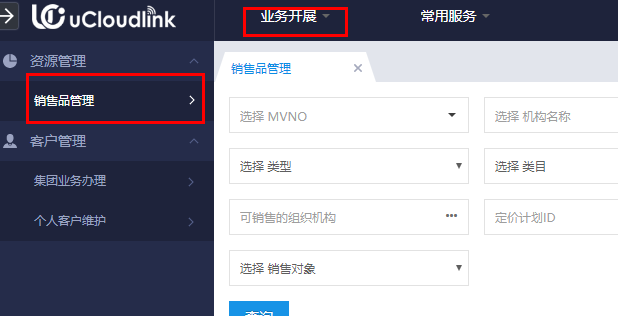 uCloudlink
业务开展
常用服务
资源管理
销售品管理
客户管理
集团业务办理
个人客户维护
销售品管理
选择 MVNO
选择 机构名称
选择 类型
选择 类目
可销售的组织机构
定价计划ID
选择 销售对象
查询